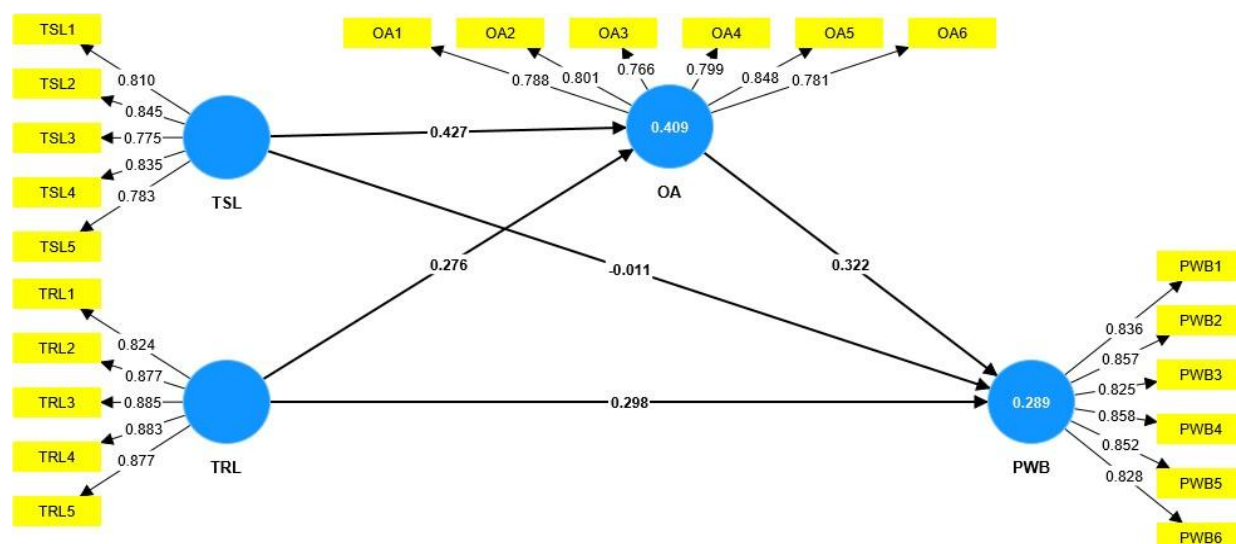 TSL1
TSL2
TSL3
TSL4
TSL5
0.810
0.845
0.775
0.835
0.783
TSL
OA1
OA2
OA3
OA4
OA5
OA6
0.788
0.801
0.766
0.799
0.848
0.781
0.409
OA
0.427
0.276
-0.011
0.322
0.298
TRL1
TRL2
TRL3
TRL4
TRL5
0.824
0.877
0.885
0.883
0.877
TRL
0.289
PWB
0.836
0.857
0.825
0.858
0.852
0.828
PWB1
PWB2
PWB3
PWB4
PWB5
PWB6